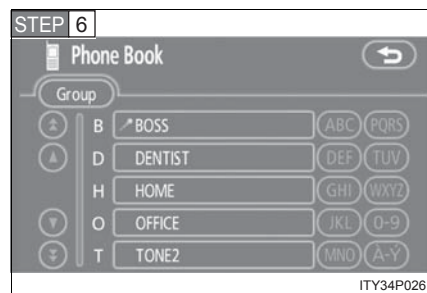 STEP 6
Phone Book
Group
B BOSS ABC PQRS
D DENTIST DEF TUV
H HOME GHI WXYZ
O OFFICE JKL 0-9
T TONE2 MNO À-Ý
ITY34P026